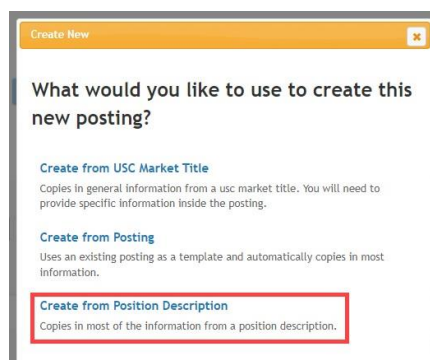 Create New
What would you like to use to create this
new posting?
Create from USC Market Title
Copies in general information from a usc market title. You will need to
provide specific information inside the posting.
Create from Posting
Uses an existing posting as a template and automatically copies in most
information.
Create from Position Description
Copies in most of the information from a position description.